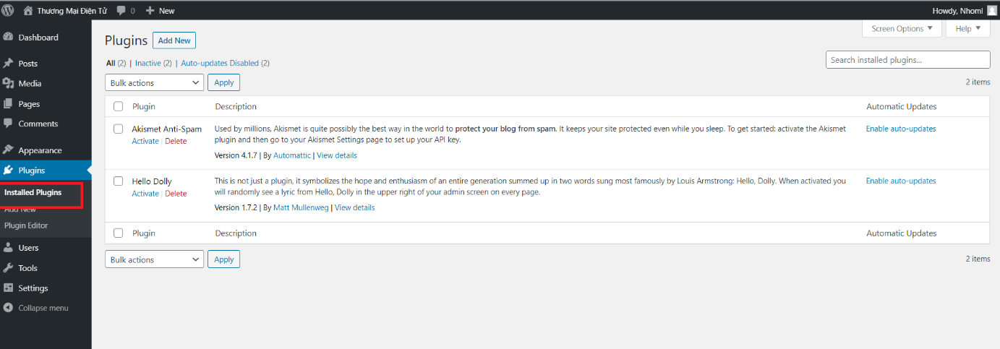 Thương Mại Điện Tử 0 New Howdy, Nhoml
Dashboard
Posts
Media
Pages
Comments
Appearance
Plugins
Installed Plugins
Add New
Plugin Editor
Users
Tools
Settings
Collapse menu
Screen Options Help
Plugins Add New
All (2) | Inactive (2) | Auto-updates Disabled (2)
Search installed plugins...
Bulk actions Apply
2 items
Plugin Description Automatic Updates
Akismet Anti-Spam
Activate | Delete
Used by millions, Akismet is quite possibly the best way in the world to protect your blog from spam. It keeps your site protected even while you sleep. To get started: activate the Akismet
plugin and then go to your Akismet Settings page to set up your API key.
Version 4.1.7 | By Automattic | View details
Enable auto-updates
Hello Dolly
Activate | Delete
This is not just a plugin, it symbolizes the hope and enthusiasm of an entire generation summed up in two words sung most famously by Louis Armstrong: Hello, Dolly. When activated you
will randomly see a lyric from Hello, Dolly in the upper right of your admin screen on every page.
Version 1.7.2 | By Matt Mullenweg | View details
Enable auto-updates
Plugin Description Automatic Updates
Bulk actions Apply
2 items